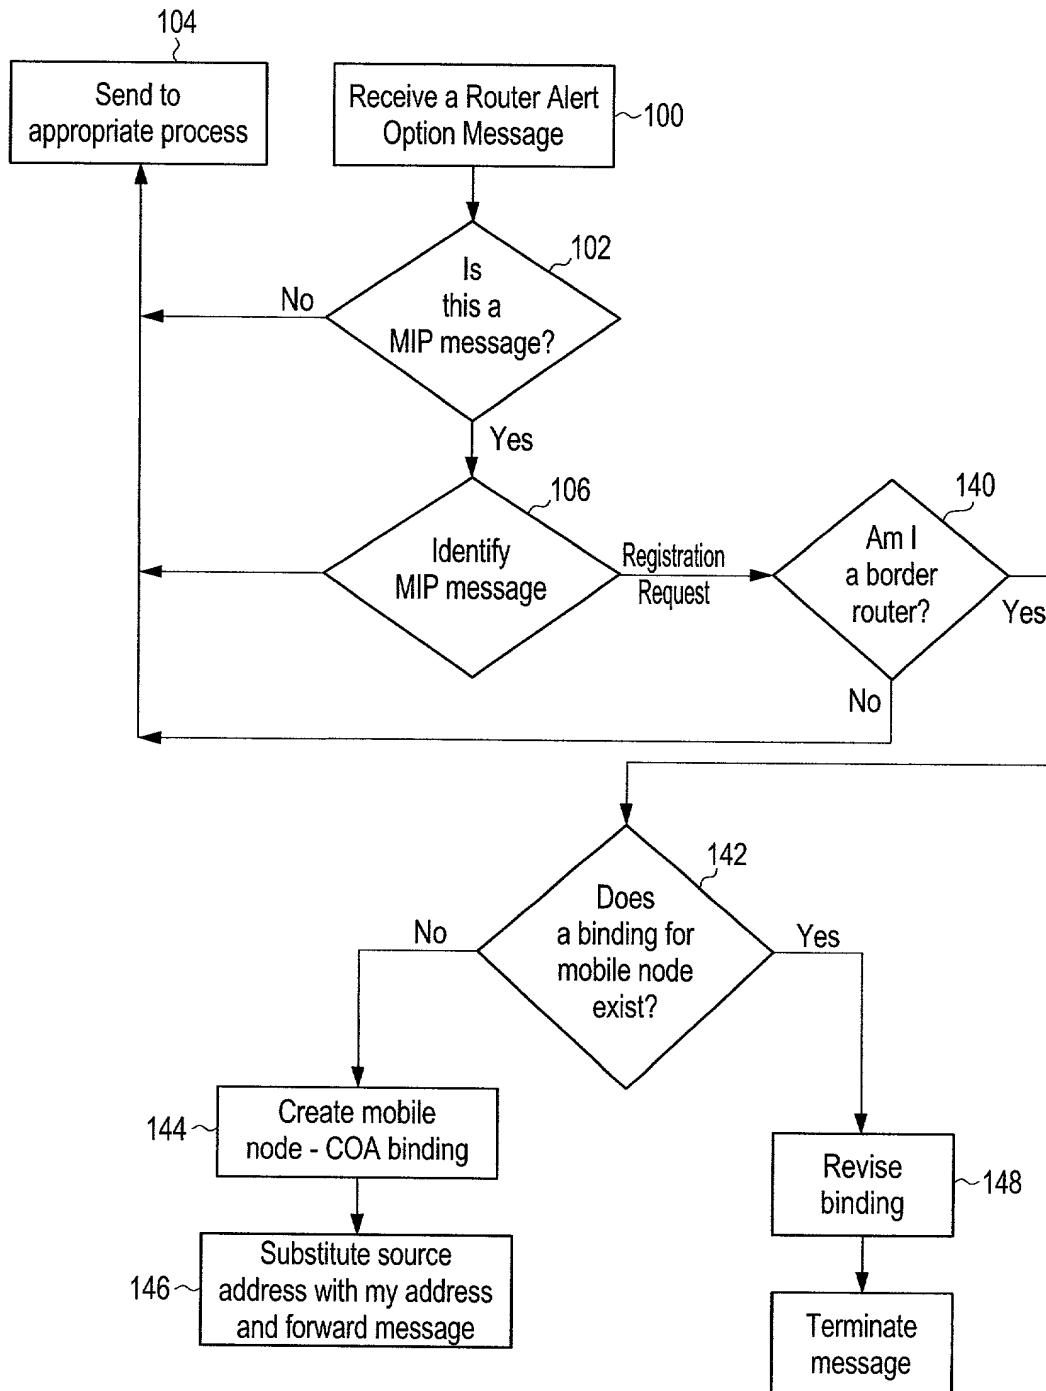 104
Send to
appropriate process
Receive a Router Alert
Option Message
100
102
Is
this a
MIP message?
No
Yes
106
Identify
MIP message
Registration
Request
140
Am I
a border
router?
Yes
No
142
Does
a binding for
mobile node
exist?
No
Yes
144
Create mobile
node - COA binding
146
Substitute source
address with my address
and forward message
Revise
binding
148
Terminate
message